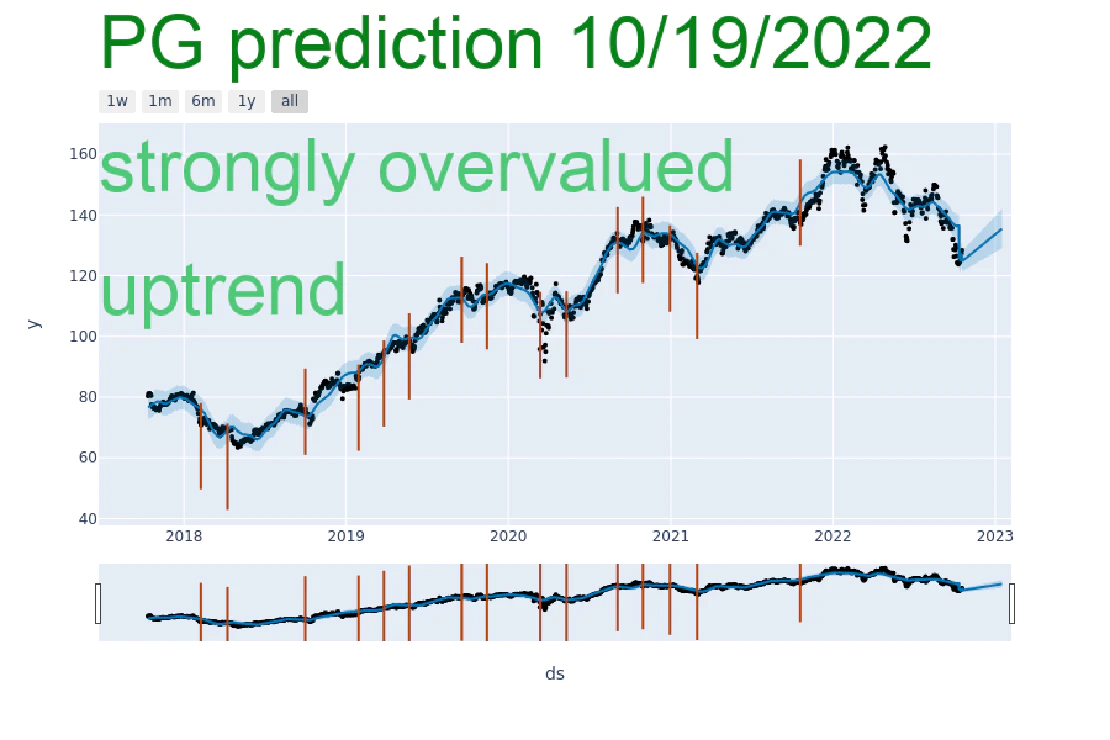 PG prediction 10/19/2022
1w 1m 6m 1y all
160
strongly overvalued
140
120
uptrend
100
y
80
60
40
2018 2019 2020 2021 2022 2023
ds